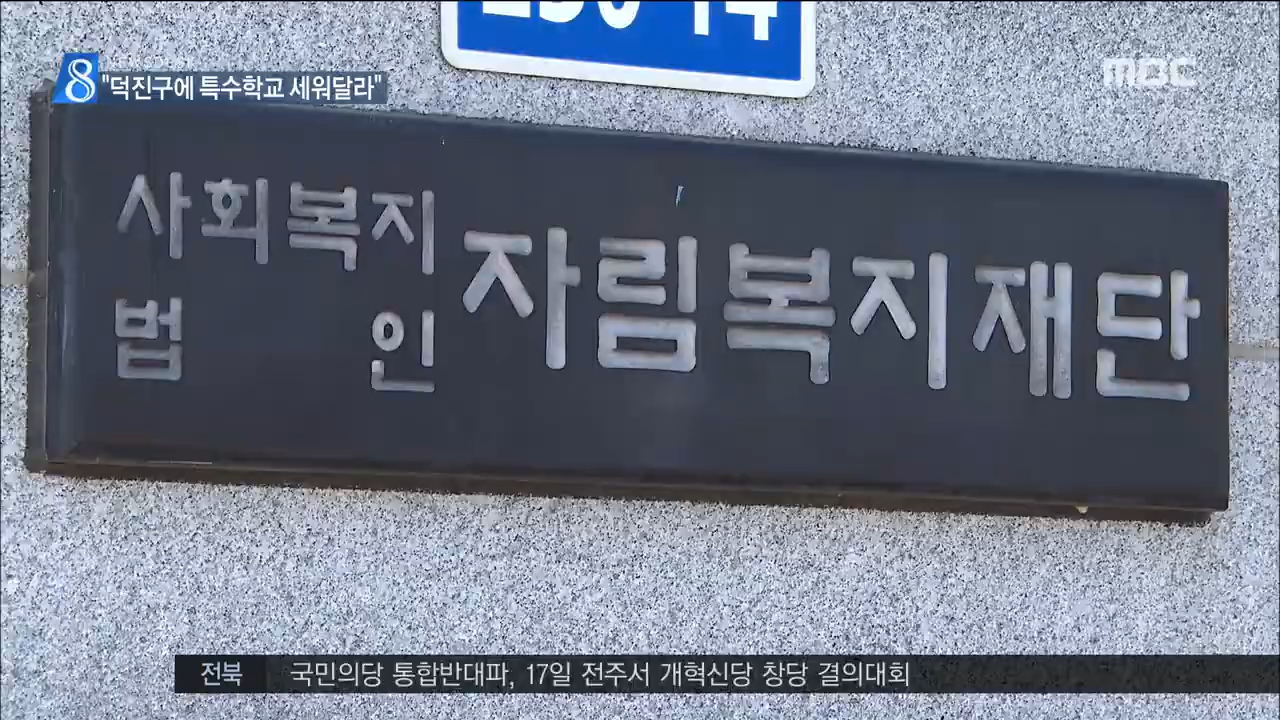 8 "덕진구에 특수학교 세워달라"
MBC
사회복지
법인
자림복지재단
전북 국민의당 통합반대파, 17일 전주서 개혁신당 창당 결의대회